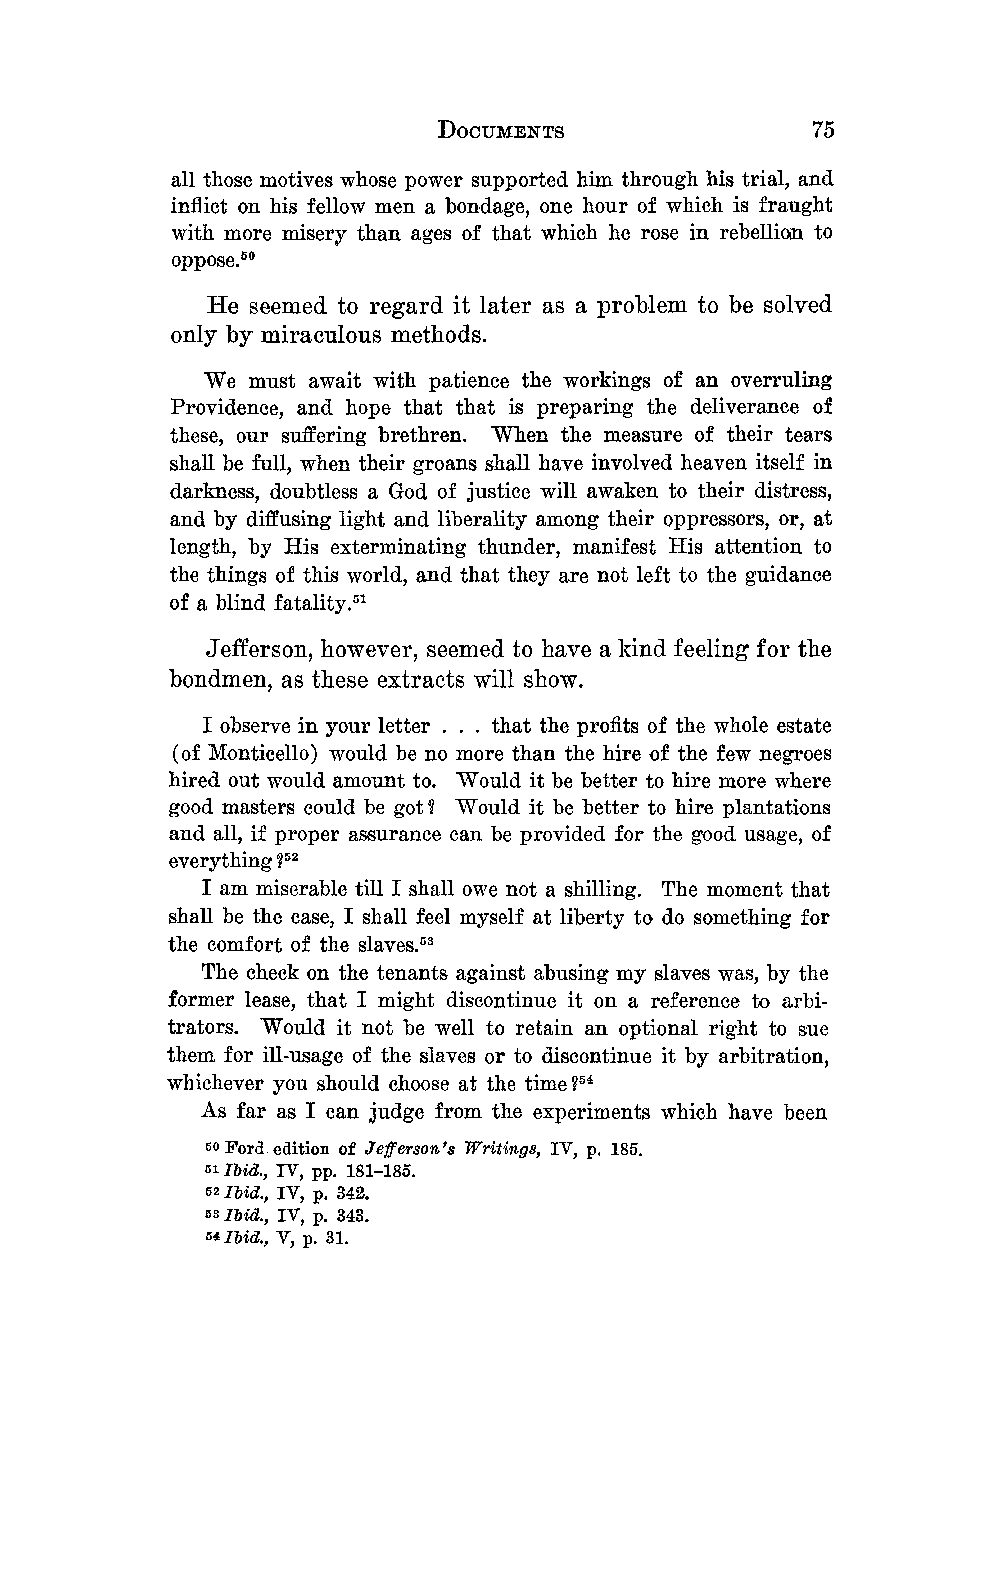 DOCUMENTS 75
all those motives whose power supported him through his trial, and
inflict on his fellow men a bondage, one hour of which is fraught
with more misery than ages of that which he rose in rebellion to
oppose.⁵⁰
He seemed to regard it later as a problem to be solved
only by miraculous methods.
We must await with patience the workings of an overruling
Providence, and hope that that is preparing the deliverance of
these, our suffering brethren. When the measure of their tears
shall be full, when their groans shall have involved heaven itself in
darkness, doubtless a God of justice will awaken to their distress,
and by diffusing light and liberality among their oppressors, or, at
length, by His exterminating thunder, manifest His attention to
the things of this world, and that they are not left to the guidance
of a blind fatality.⁵¹
Jefferson, however, seemed to have a kind feeling for the
bondmen, as these extracts will show.
I observe in your letter . . . that the profits of the whole estate
(of Monticello) would be no more than the hire of the few negroes
hired out would amount to. Would it be better to hire more where
good masters could be got? Would it be better to hire plantations
and all, if proper assurance can be provided for the good usage, of
everything?⁵²
I am miserable till I shall owe not a shilling. The moment that
shall be the case, I shall feel myself at liberty to do something for
the comfort of the slaves.⁵³
The check on the tenants against abusing my slaves was, by the
former lease, that I might discontinue it on a reference to arbi-
trators. Would it not be well to retain an optional right to sue
them for ill-usage of the slaves or to discontinue it by arbitration,
whichever you should choose at the time?⁵⁴
As far as I can judge from the experiments which have been
⁵⁰ Ford edition of Jefferson's Writings, IV, p. 185.
⁵¹ Ibid., IV, pp. 181–185.
⁵² Ibid., IV, p. 342.
⁵³ Ibid., IV, p. 343.
⁵⁴ Ibid., V, p. 31.